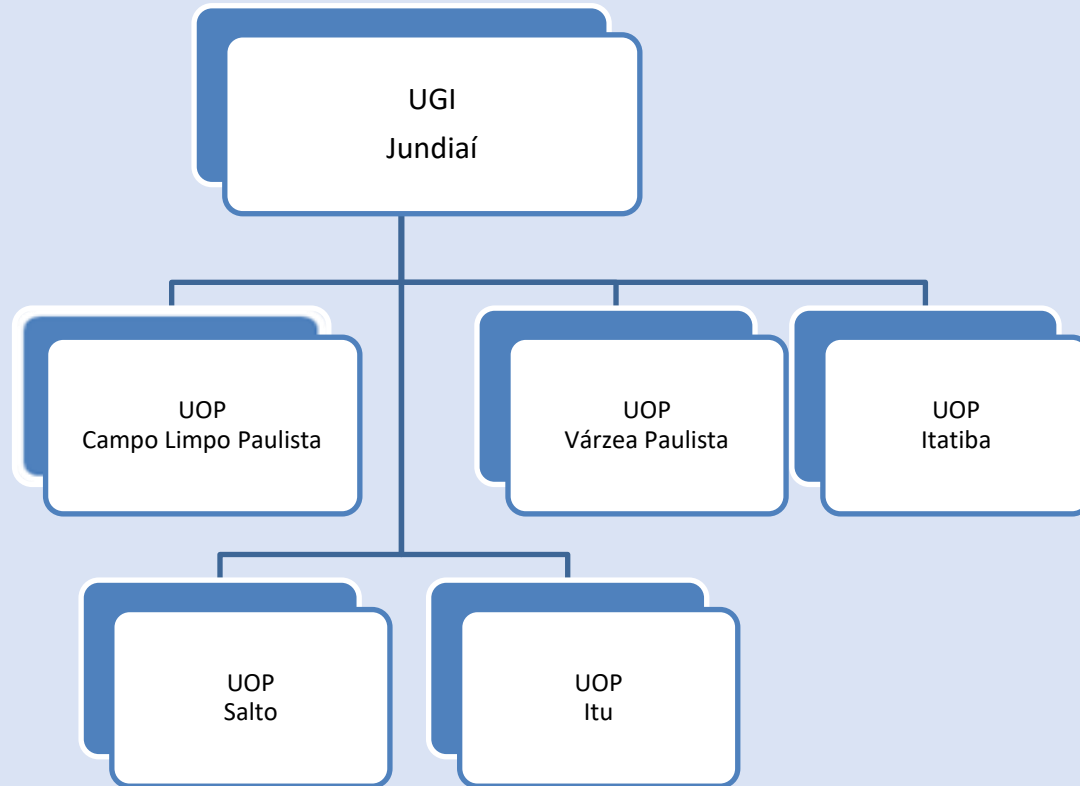 UGI
Jundiaí
UOP
Campo Limpo Paulista
UOP
Várzea Paulista
UOP
Itatiba
UOP
Salto
UOP
Itu